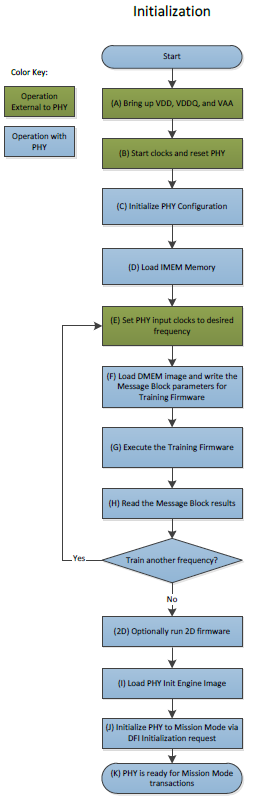 Initialization
Start
Color Key:
Operation
External to PHY
Operation with
PHY
(A) Bring up VDD, VDDQ, and VAA
(B) Start clocks and reset PHY
(C) Initialize PHY Configuration
(D) Load IMEM Memory
(E) Set PHY input clocks to desired
frequency
(F) Load DMEM image and write the
Message Block parameters for
Training Firmware
(G) Execute the Training Firmware
(H) Read the Message Block results
Train another frequency?
Yes
No
(2D) Optionally run 2D firmware
(I) Load PHY Init Engine Image
(J) Initialize PHY to Mission Mode via
DFI Initialization request
(K) PHY is ready for Mission Mode
transactions